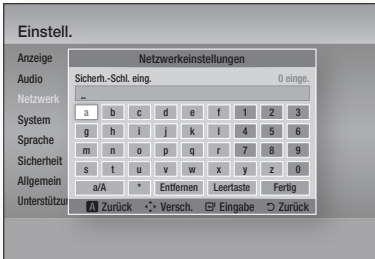 Einstell.
Anzeige
Audio
Netzwerk
System
Sprache
Sicherheit
Allgemein
Unterstützu
Netzwerkeinstellungen
Sicherh.-Schl. eing. 0 einge.
_
a b c d e f 1 2 3
g h i j k l 4 5 6
m n o p q r 7 8 9
s t u v w x y z 0
a/A * Entfernen Leertaste Fertig
A Zurück Versch. Eingabe Zurück